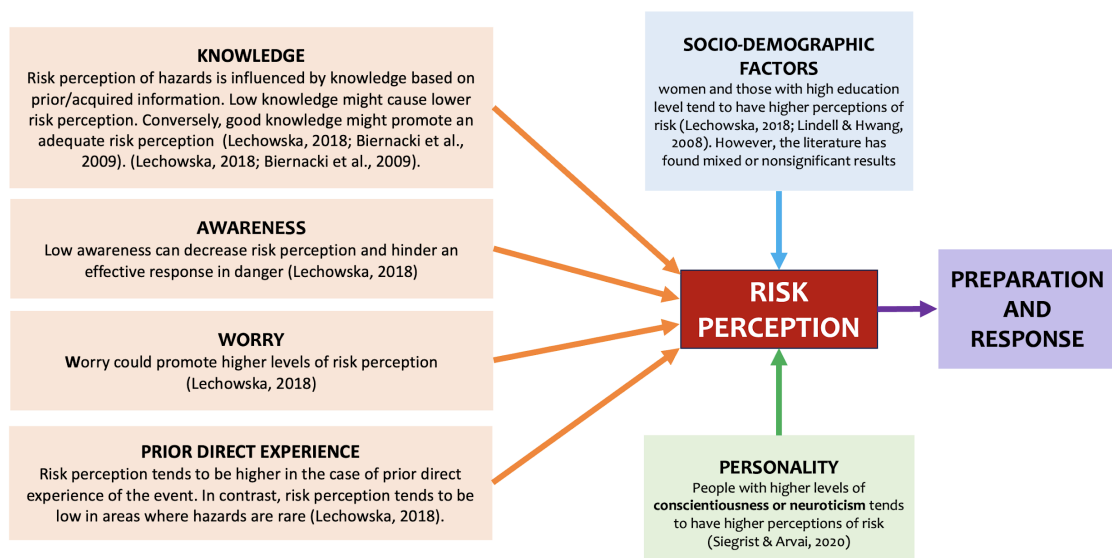 KNOWLEDGE
Risk perception of hazards is influenced by knowledge based on
prior/acquired information. Low knowledge might cause lower
risk perception. Conversely, good knowledge might promote an
adequate risk perception (Lechowska, 2018; Biernacki et al.,
2009). (Lechowska, 2018; Biernacki et al., 2009).
AWARENESS
Low awareness can decrease risk perception and hinder an
effective response in danger (Lechowska, 2018)
WORRY
Worry could promote higher levels of risk perception
(Lechowska, 2018)
PRIOR DIRECT EXPERIENCE
Risk perception tends to be higher in the case of prior direct
experience of the event. In contrast, risk perception tends to be
low in areas where hazards are rare (Lechowska, 2018).
SOCIO-DEMOGRAPHIC
FACTORS
women and those with high education
level tend to have higher perceptions of
risk (Lechowska, 2018; Lindell & Hwang,
2008). However, the literature has
found mixed or nonsignificant results
RISK
PERCEPTION
PERSONALITY
People with higher levels of
conscientiousness or neuroticism tends
to have higher perceptions of risk
(Siegrist & Arvai, 2020)
PREPARATION
AND
RESPONSE